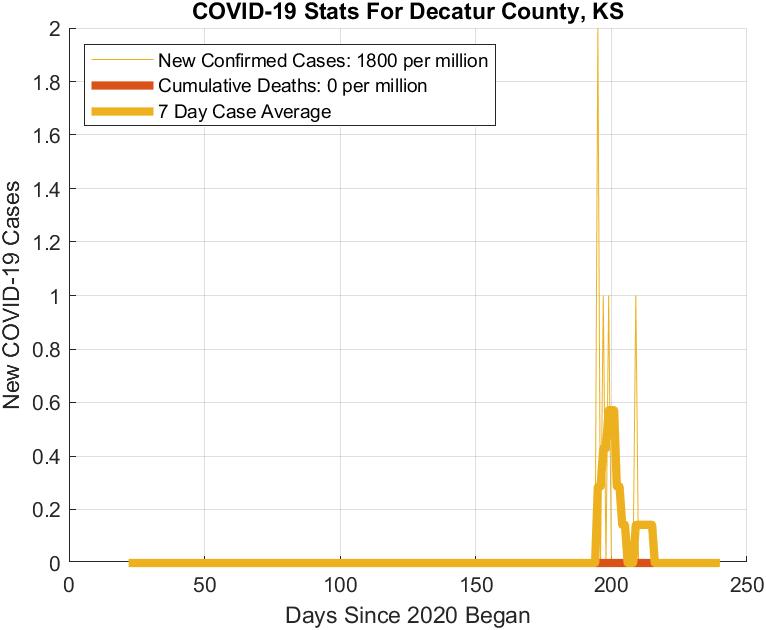 COVID-19 Stats For Decatur County, KS
New Confirmed Cases: 1800 per million
Cumulative Deaths: 0 per million
7 Day Case Average
New COVID-19 Cases
2
1.8
1.6
1.4
1.2
1
0.8
0.6
0.4
0.2
0
0 50 100 150 200 250
Days Since 2020 Began